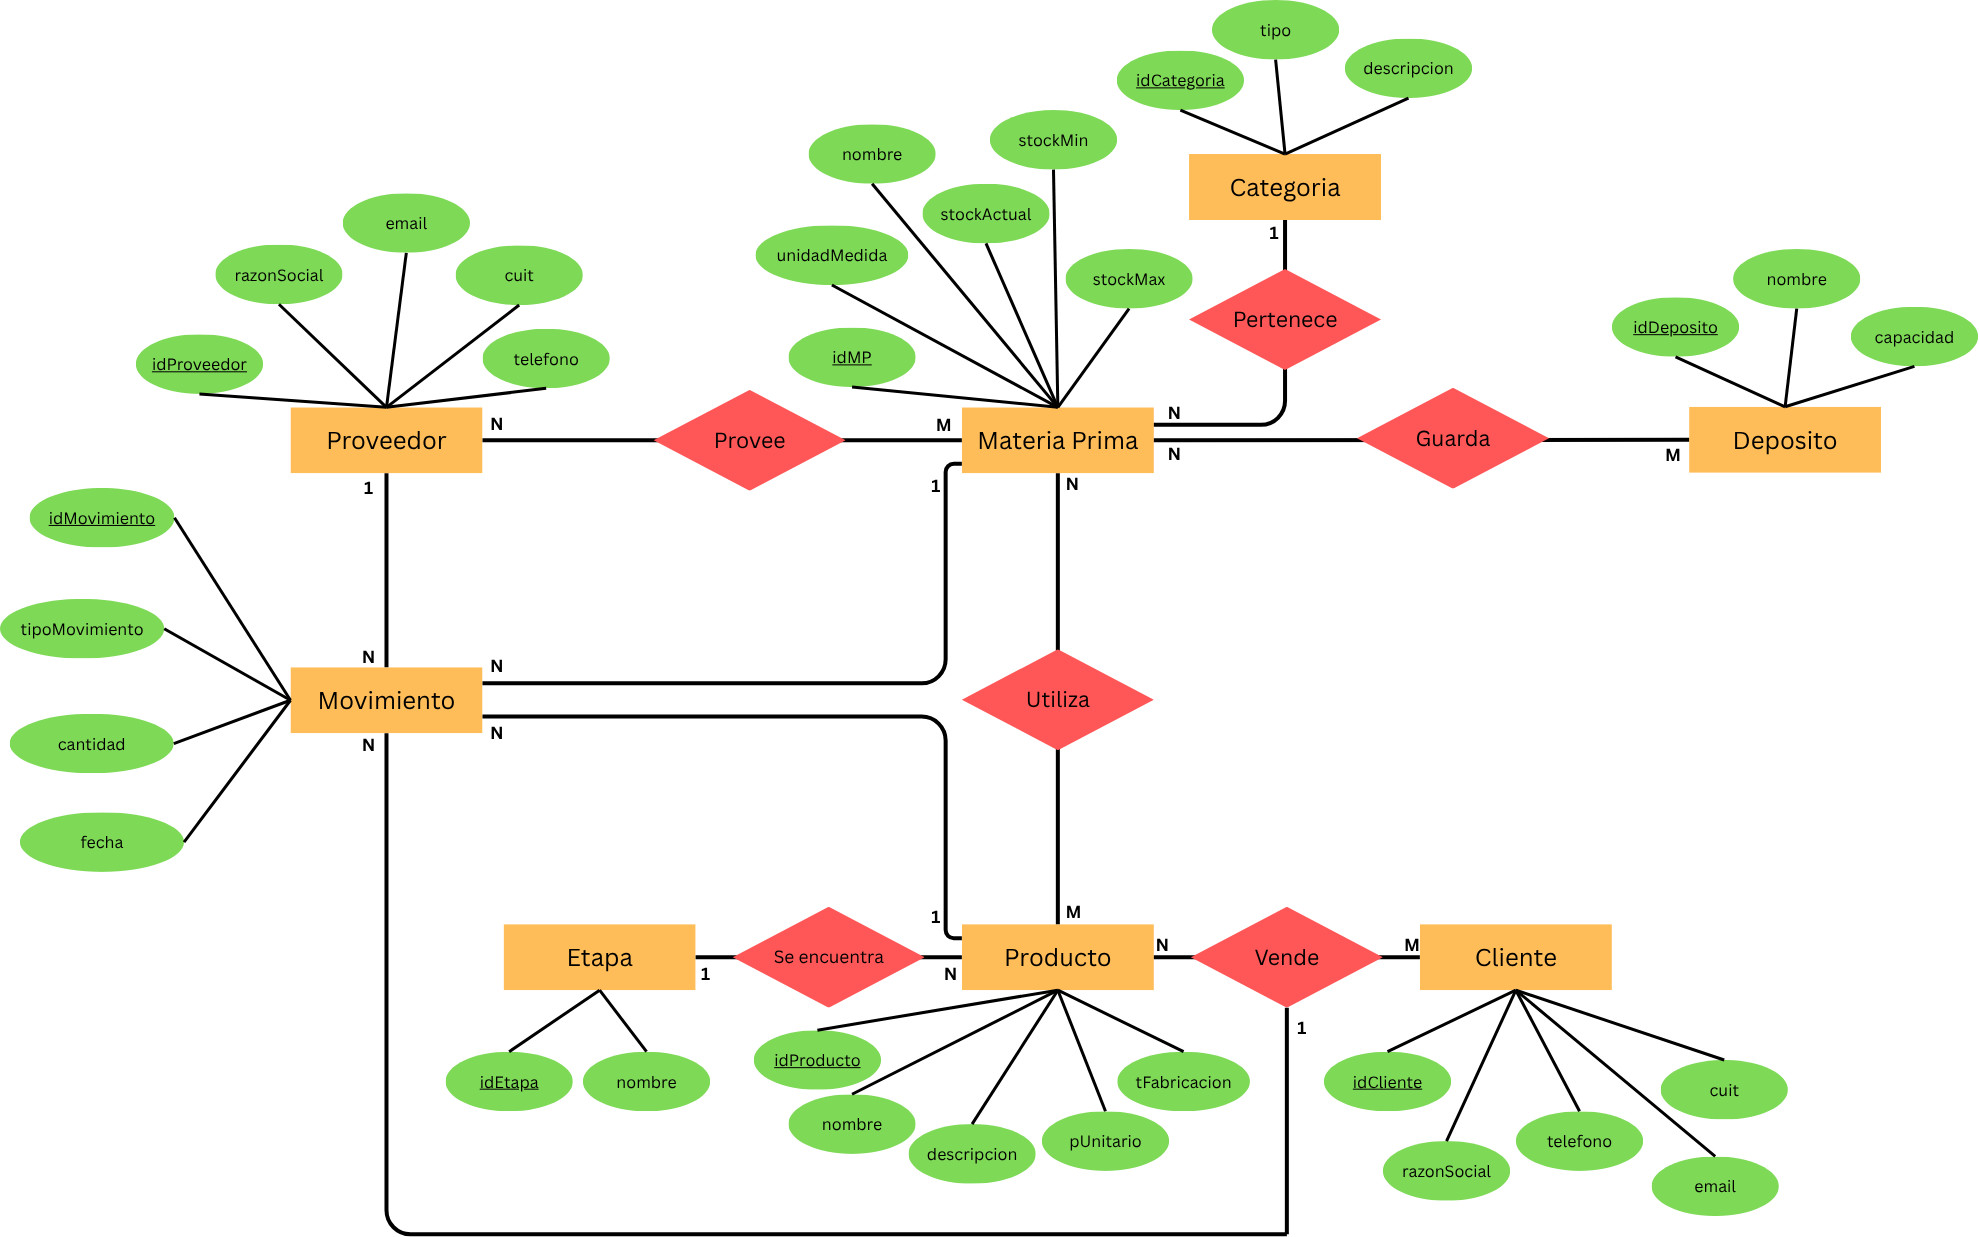 tipo
idCategoria
descripcion
Categoria
1
Pertenece
nombre
stockMin
stockActual
unidadMedida
stockMax
idMP
email
razonSocial
cuit
idProveedor
telefono
nombre
idDeposito
capacidad
Proveedor
N
Provee
M
Materia Prima
N
N
Guarda
M
Deposito
1
1
N
idMovimiento
tipoMovimiento
cantidad
fecha
N
N
Movimiento
N
N
Utiliza
M
1
Etapa
1
Se encuentra
N
Producto
N
Vende
M
Cliente
1
idEtapa
nombre
idProducto
nombre
descripcion
pUnitario
tFabricacion
idCliente
razonSocial
telefono
email
cuit